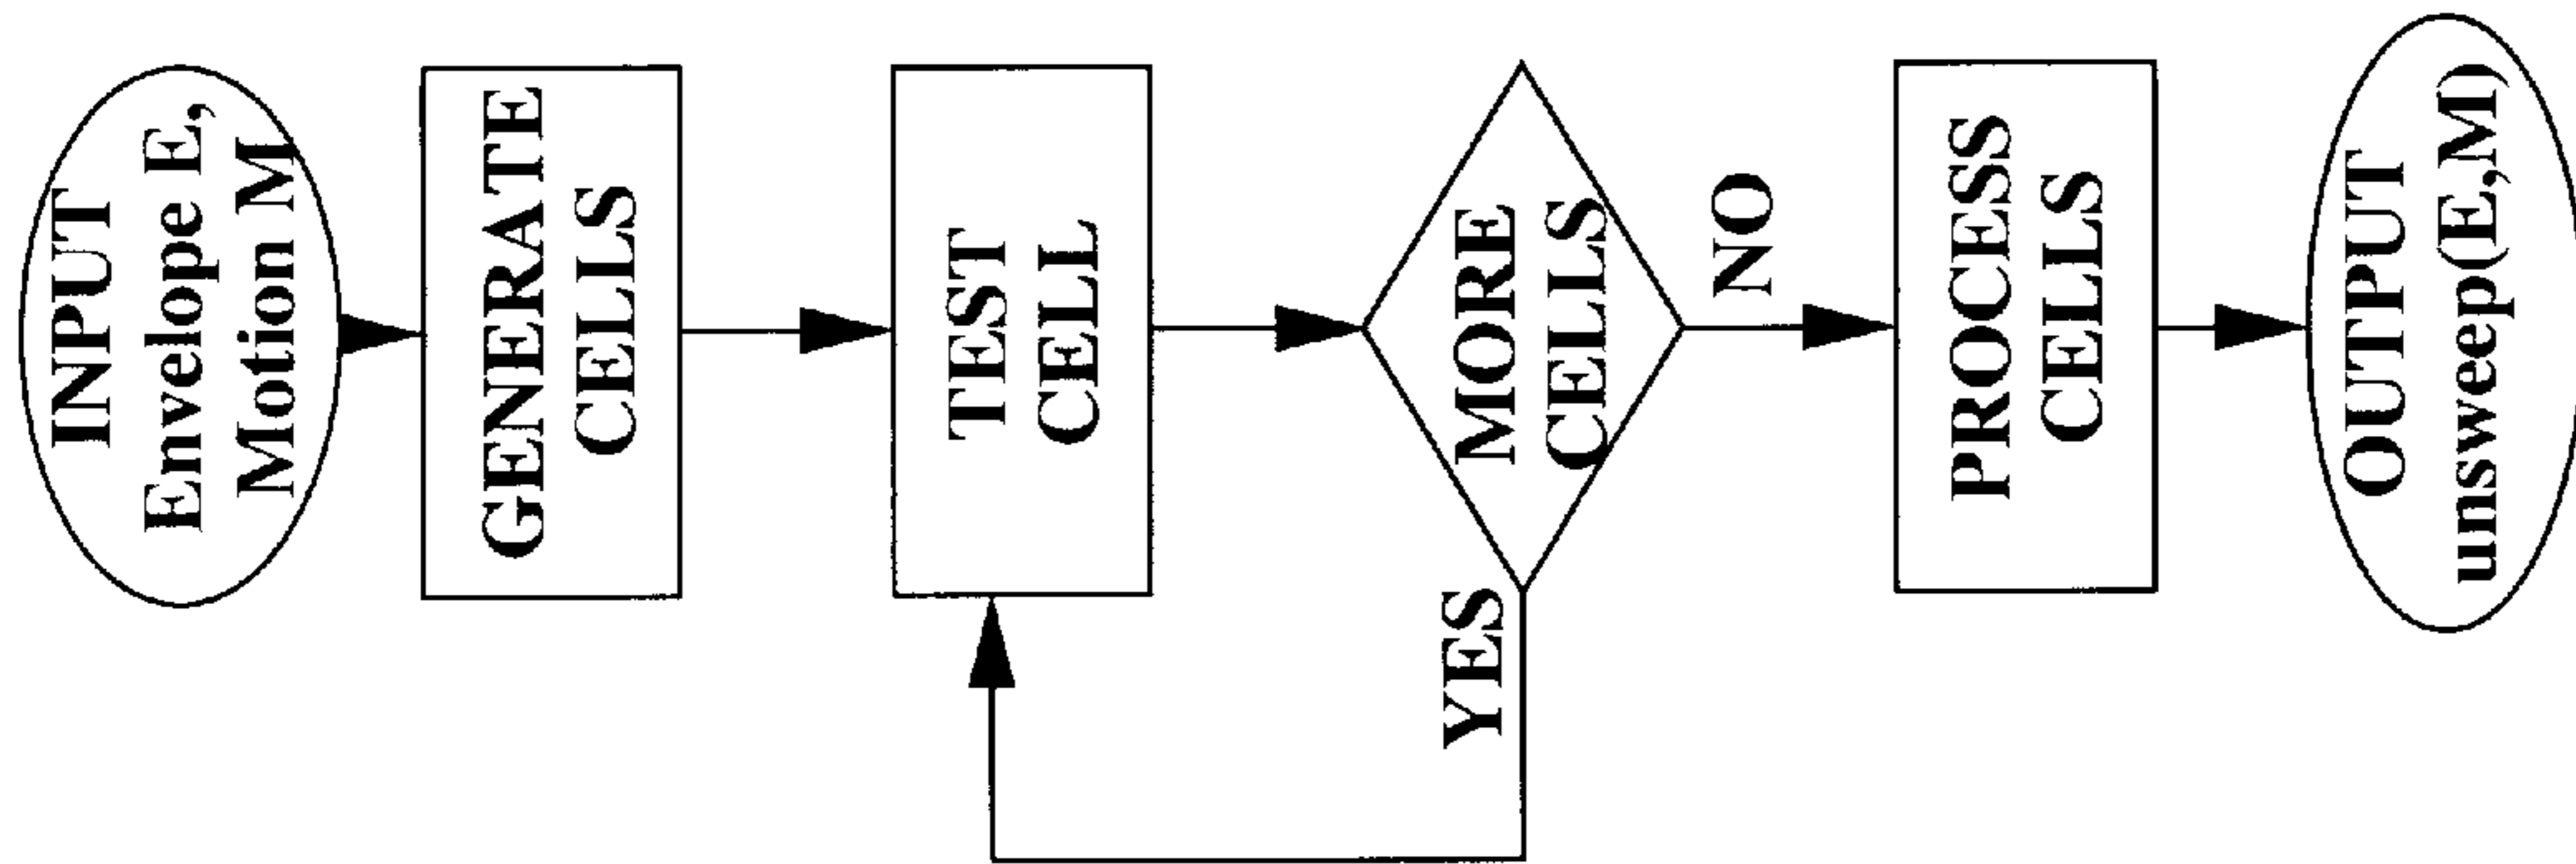 INPUT
Envelope E,
Motion M
GENERATE
CELLS
TEST
CELL
MORE
CELLS
YES
NO
PROCESS
CELLS
OUTPUT
unsweep(E,M)